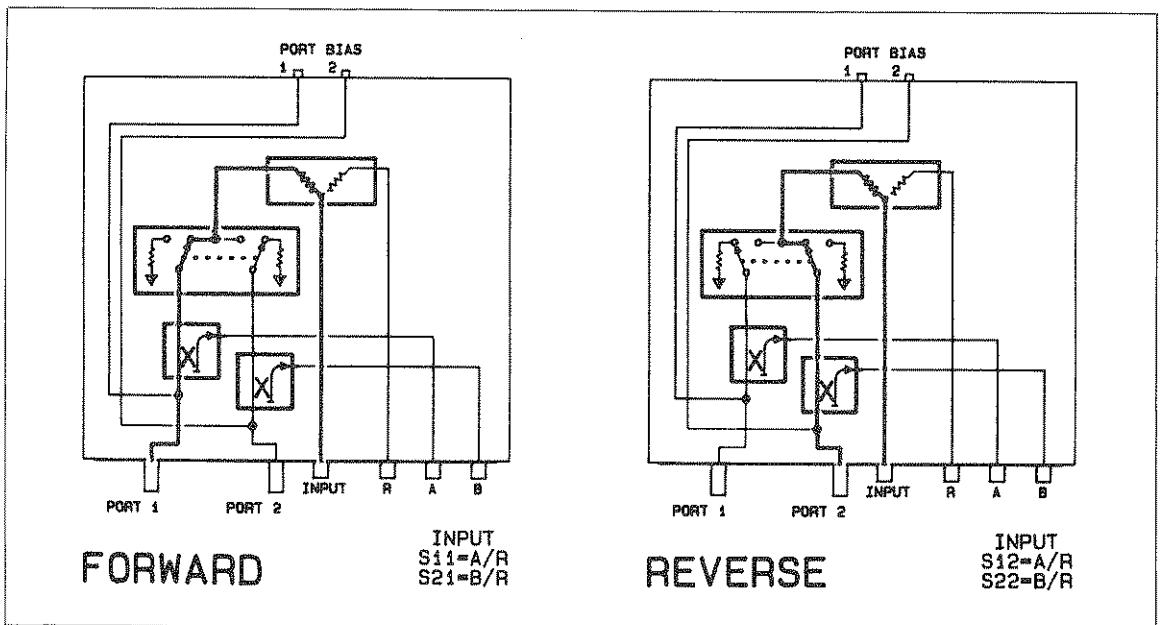 PORT BIAS
1 2
PORT 1
PORT 2
INPUT
R
A
B
FORWARD
INPUT
S11=A/R
S21=B/R
PORT BIAS
1 2
PORT 1
PORT 2
INPUT
R
A
B
REVERSE
INPUT
S12=A/R
S22=B/R